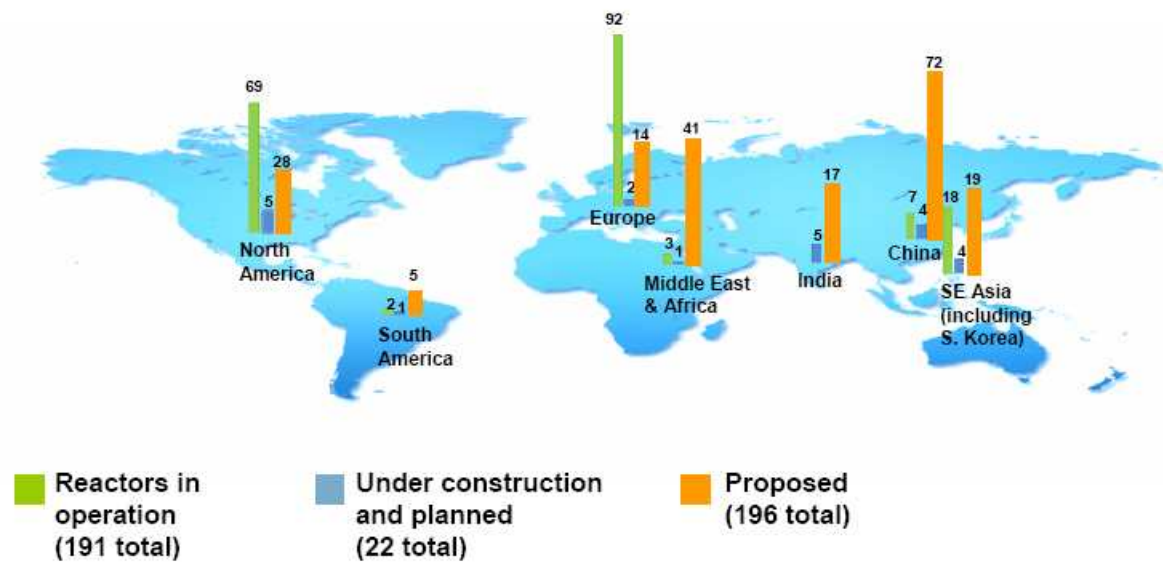 92
69
28
5
North
America
5
2
1
South
America
14
2
Europe
41
3
1
Middle East
& Africa
17
5
India
72
7
4
China
18
19
4
SE Asia
(including
S. Korea)
Reactors in
operation
(191 total)
Under construction
and planned
(22 total)
Proposed
(196 total)